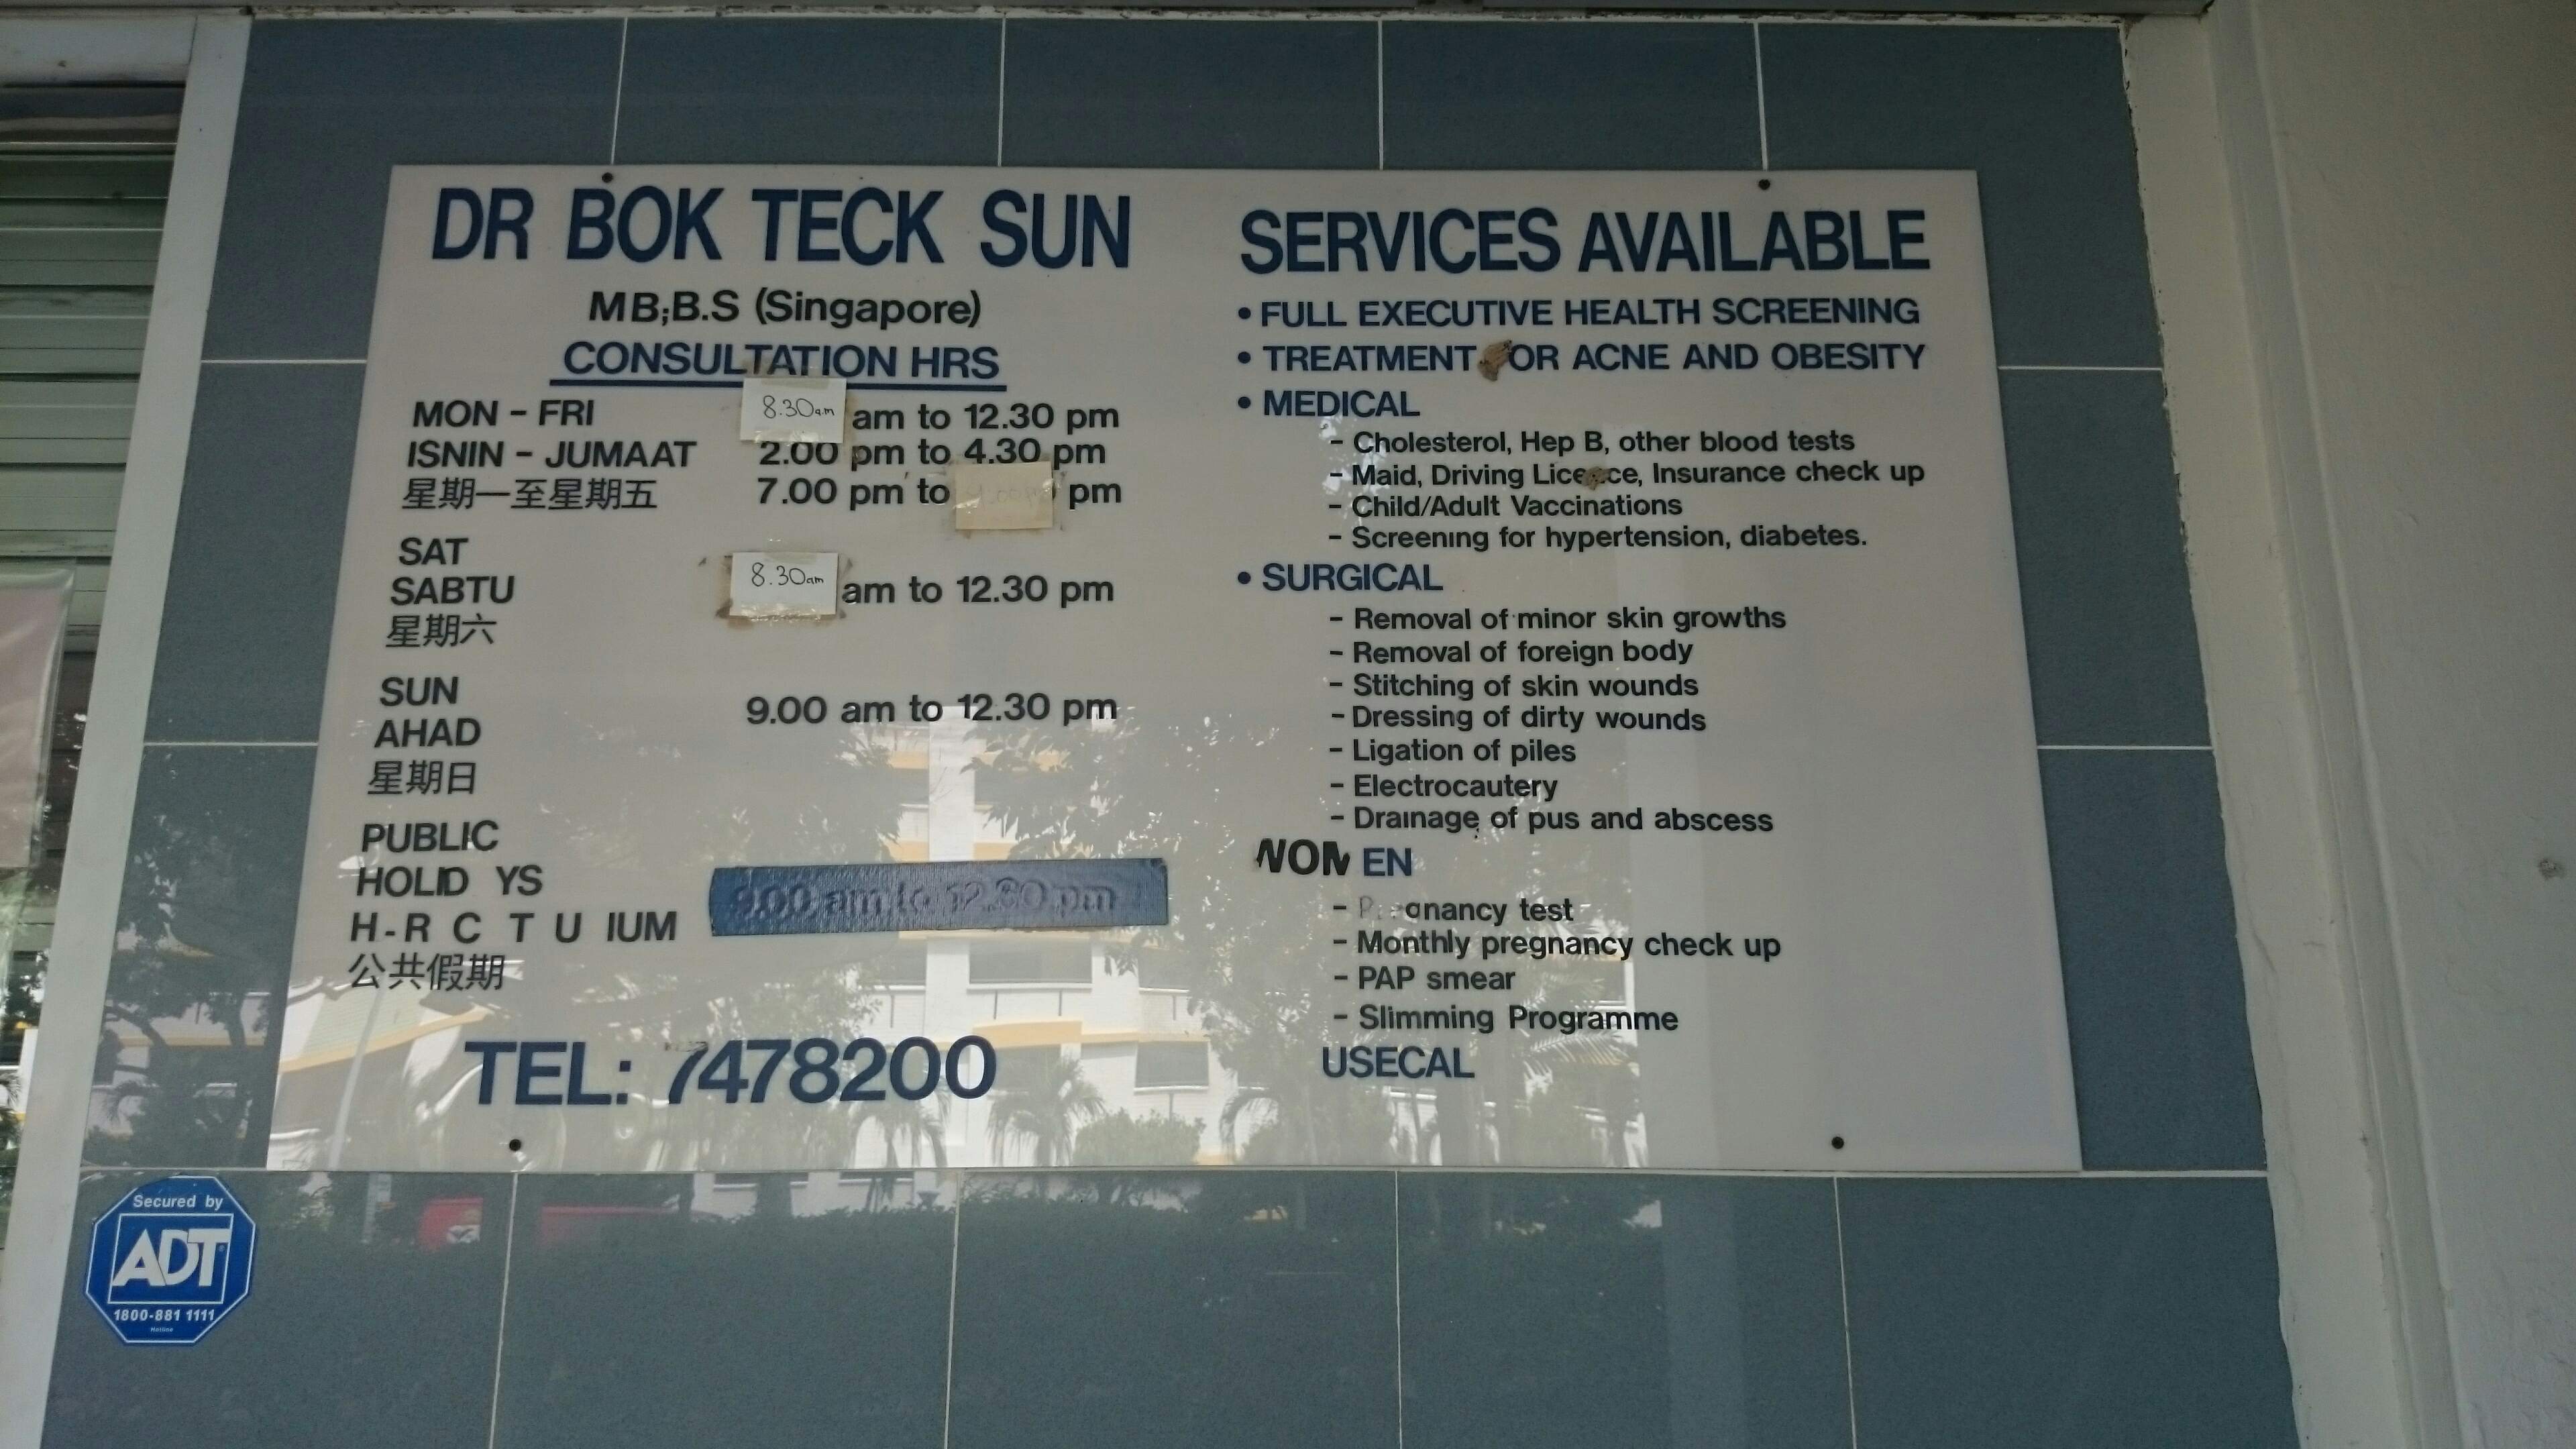 DR BOK TECK SUN
MB;B.S (Singapore)
CONSULTATION HRS
MON - FRI 8.30am am to 12.30 pm
ISNIN - JUMAAT 2.00 pm to 4.30 pm
星期一至星期五 7.00 pm to pm
SAT
SABTU 8.30am am to 12.30 pm
星期六
SUN 9.00 am to 12.30 pm
AHAD
星期日
PUBLIC
HOLID YS 9.00 am to 12.30 pm
H-R C T U IUM
公共假期
TEL: 7478200
SERVICES AVAILABLE
• FULL EXECUTIVE HEALTH SCREENING
• TREATMENT OR ACNE AND OBESITY
• MEDICAL
- Cholesterol, Hep B, other blood tests
- Maid, Driving Licence, Insurance check up
- Child/Adult Vaccinations
- Screening for hypertension, diabetes.
• SURGICAL
- Removal of minor skin growths
- Removal of foreign body
- Stitching of skin wounds
- Dressing of dirty wounds
- Ligation of piles
- Electrocautery
- Drainage of pus and abscess
WOMEN
- Pregnancy test
- Monthly pregnancy check up
- PAP smear
- Slimming Programme
USECAL
Secured by
ADT
1800-881 1111
Hotline